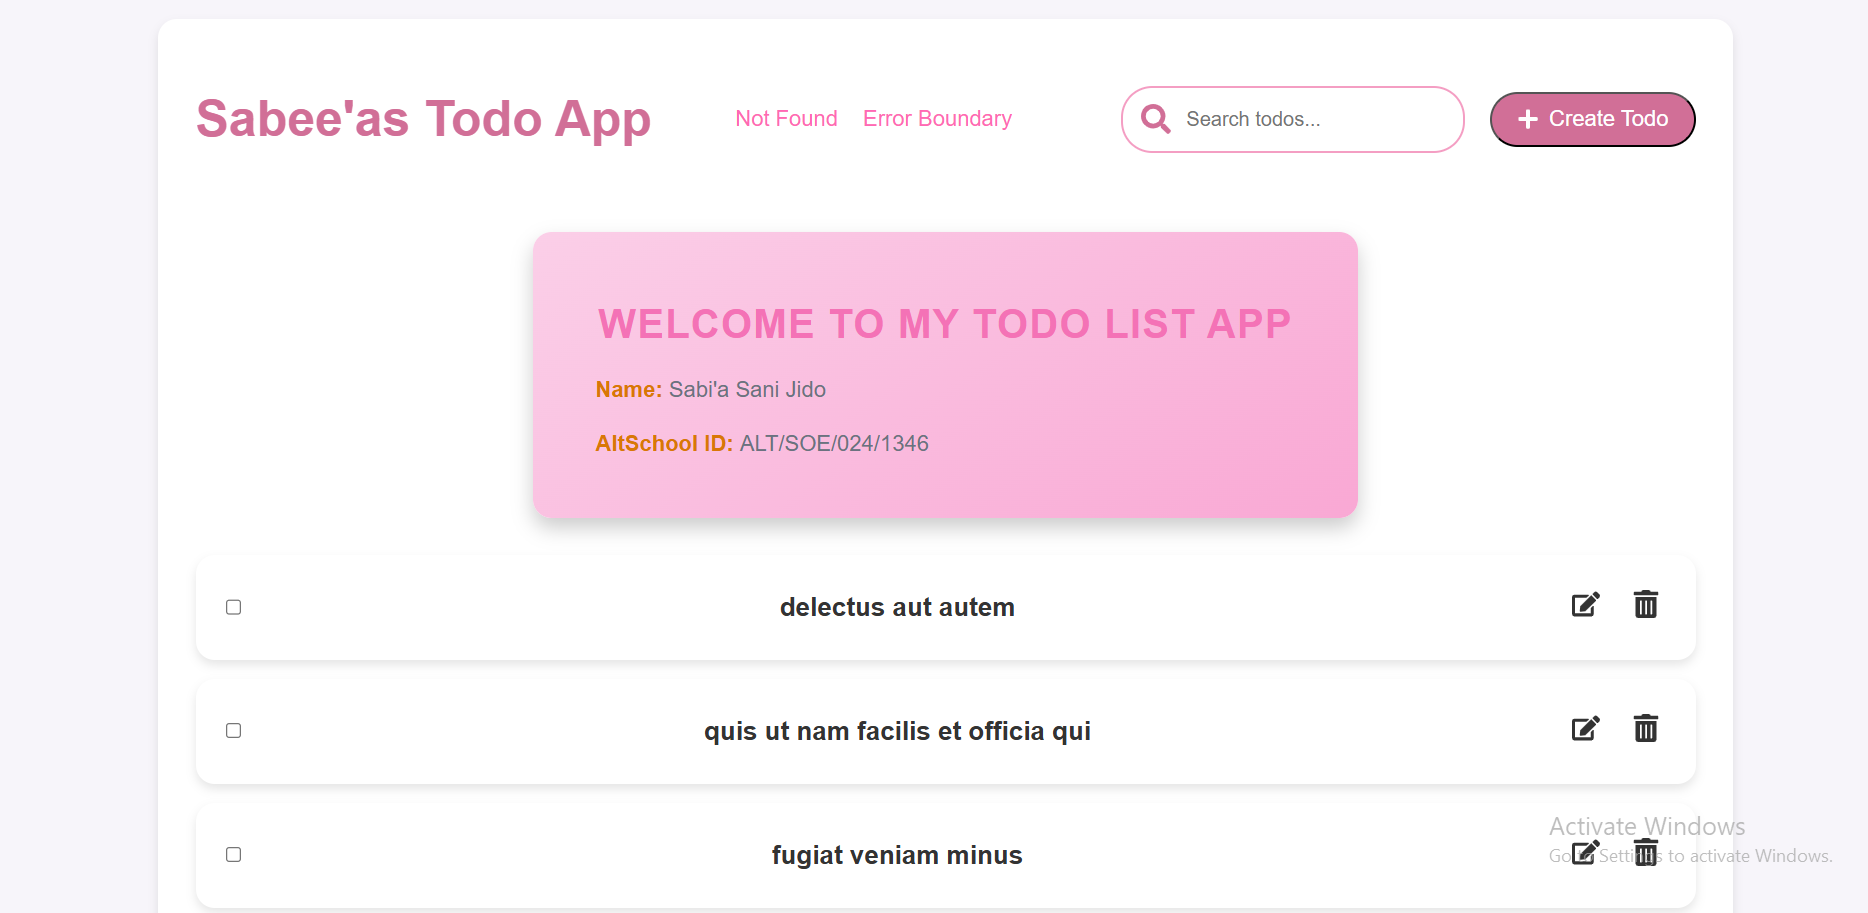 Sabee'as Todo App
Not Found
Error Boundary
Search todos...
Create Todo
WELCOME TO MY TODO LIST APP
Name: Sabi'a Sani Jido
AltSchool ID: ALT/SOE/024/1346
delectus aut autem
quis ut nam facilis et officia qui
fugiat veniam minus
Activate Windows
Go to Settings to activate Windows.